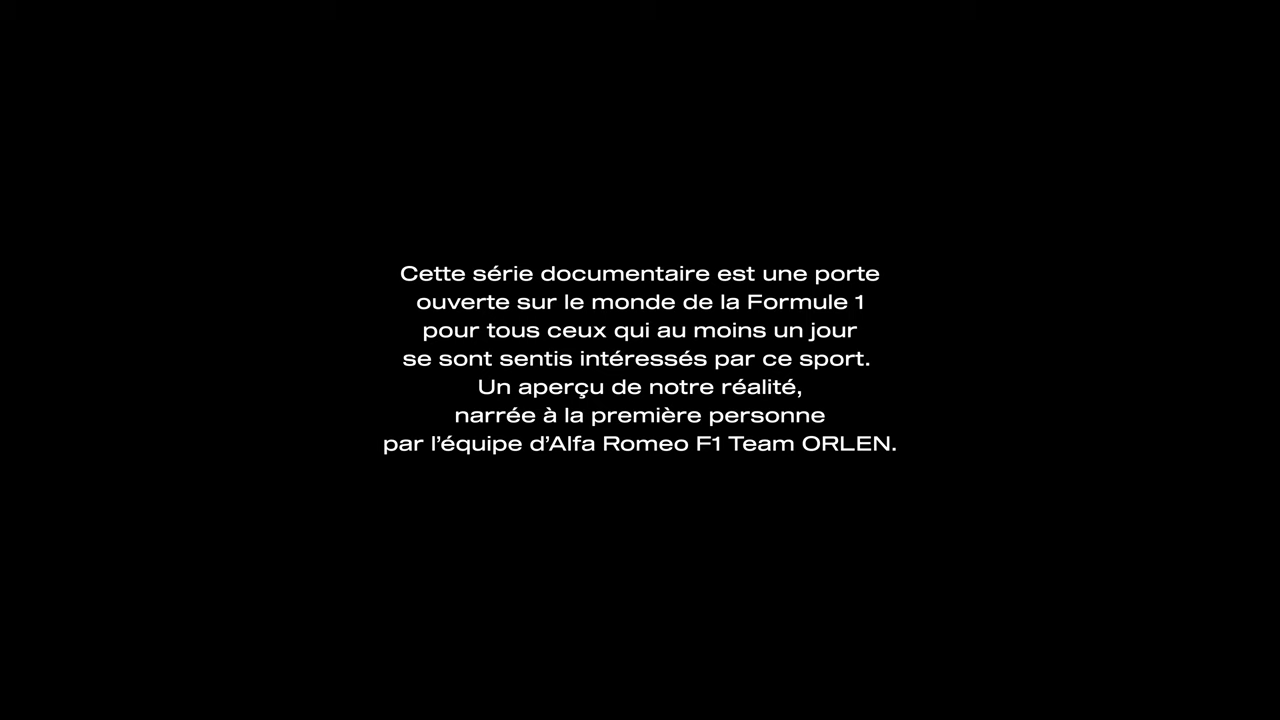 Cette série documentaire est une porte
ouverte sur le monde de la Formule 1
pour tous ceux qui au moins un jour
se sont sentis intéressés par ce sport.
Un aperçu de notre réalité,
narrée à la première personne
par l’équipe d’Alfa Romeo F1 Team ORLEN.